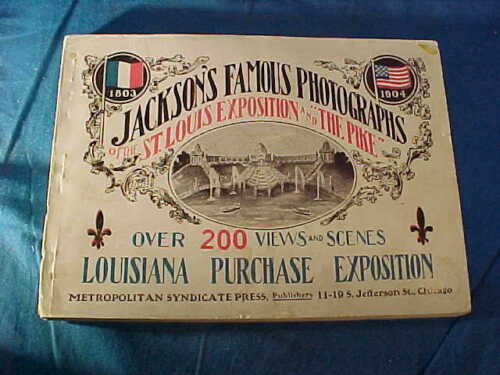 1803
1904
JACKSON'S FAMOUS PHOTOGRAPHS
OF THE ST. LOUIS EXPOSITION AND "THE PIKE"
OVER 200 VIEWS AND SCENES
LOUISIANA PURCHASE EXPOSITION
METROPOLITAN SYNDICATE PRESS, Publishers 11-19 S. Jefferson St., Chicago